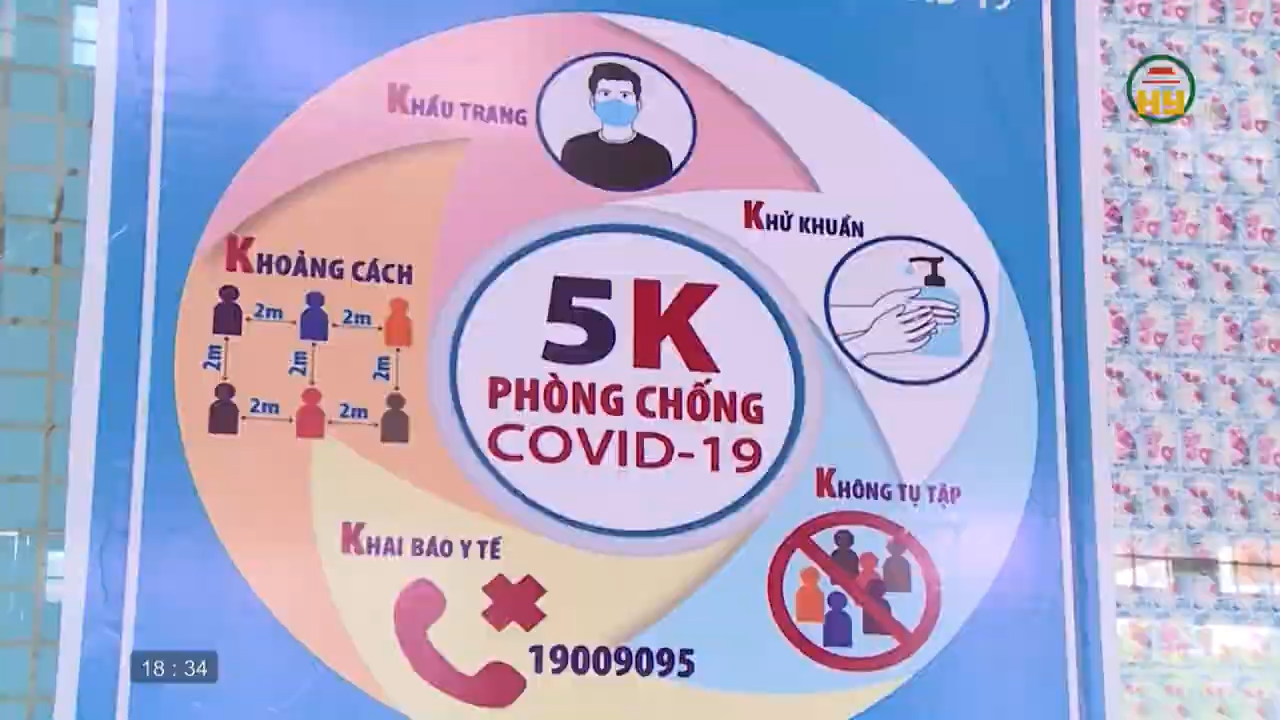 KHẨU TRANG
KHỬ KHUẨN
KHOẢNG CÁCH
2m 2m
2m 2m 2m
2m 2m
5K
PHÒNG CHỐNG
COVID-19
KHÔNG TỤ TẬP
KHAI BÁO Y TẾ
19009095
HY
18 : 34